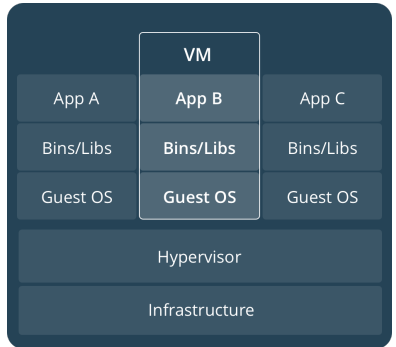 VM
App A App B App C
Bins/Libs Bins/Libs Bins/Libs
Guest OS Guest OS Guest OS
Hypervisor
Infrastructure